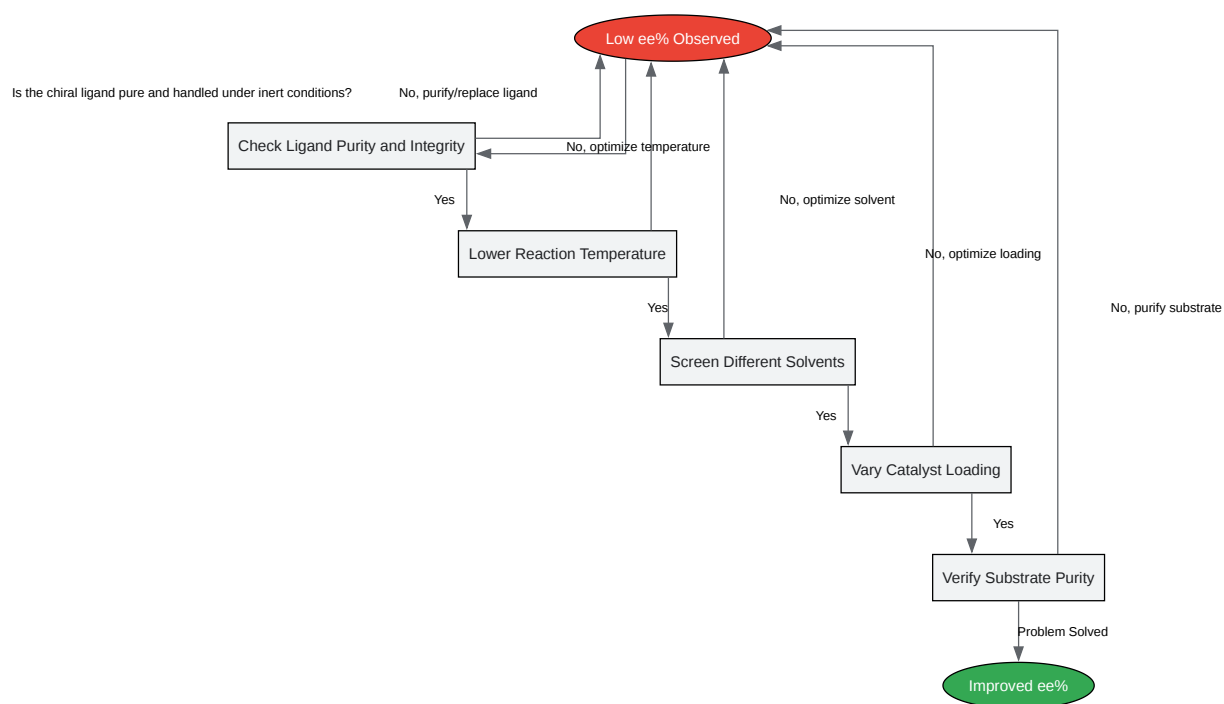 Low ee% Observed
Is the chiral ligand pure and handled under inert conditions?
No, purify/replace ligand
Check Ligand Purity and Integrity
No, optimize temperature
Yes
No, optimize solvent
Lower Reaction Temperature
No, optimize loading
Yes
No, purify substrate
Screen Different Solvents
Yes
Vary Catalyst Loading
Yes
Verify Substrate Purity
Problem Solved
Improved ee%